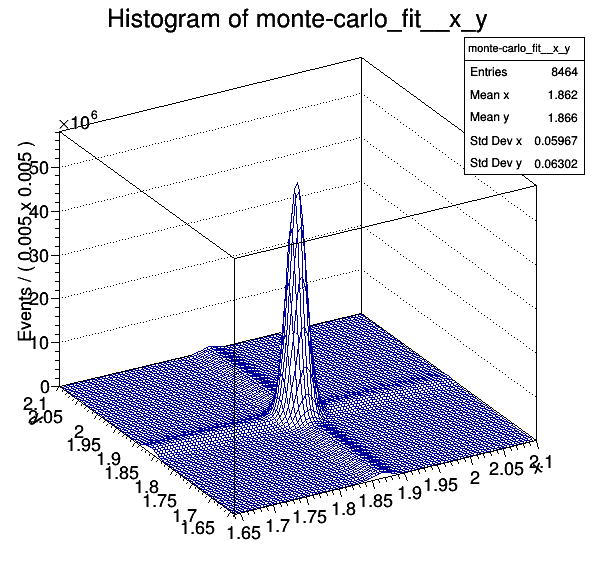 Histogram of monte-carlo_fit__x_y
monte-carlo_fit__x_y
Entries 8464
Mean x 1.862
Mean y 1.866
Std Dev x 0.05967
Std Dev y 0.06302
×10⁶
Events / ( 0.005 x 0.005 )
50
40
30
20
10
0
2.1
2.05
2
1.95
1.9
1.85
1.8
1.75
1.7
1.65
y
1.65
1.7
1.75
1.8
1.85
1.9
1.95
2
2.05
2.1
x